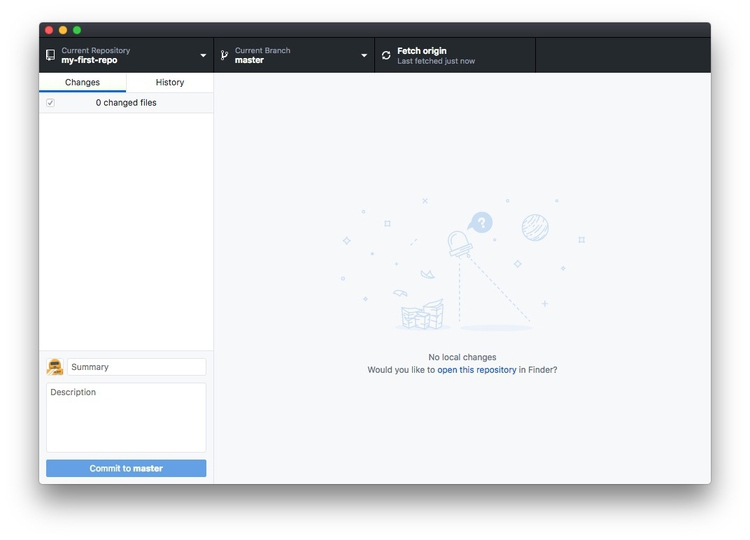 Current Repository
my-first-repo
Current Branch
master
Fetch origin
Last fetched just now
Changes
History
0 changed files
?
No local changes
Would you like to open this repository in Finder?
Summary
Description
Commit to master